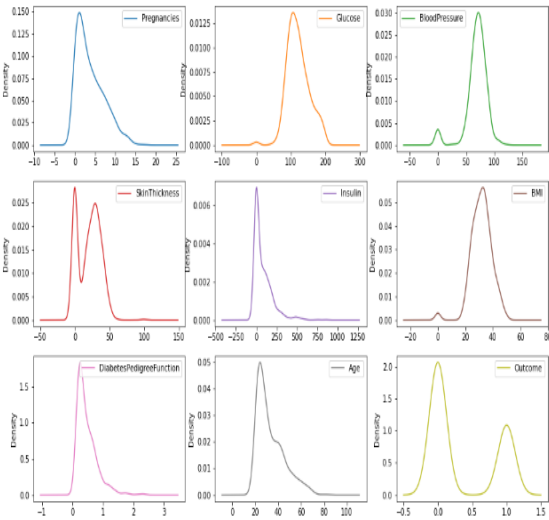 Pregnancies
Glucose
BloodPressure
Density
0.150
0.125
0.100
0.075
0.050
0.025
0.000
-10 -5 0 5 10 15 20 25
Density
0.0125
0.0100
0.0075
0.0050
0.0025
0.0000
-100 0 100 200 300
Density
0.030
0.025
0.020
0.015
0.010
0.005
0.000
-50 0 50 100 150
SkinThickness
Insulin
BMI
Density
0.025
0.020
0.015
0.010
0.005
0.000
-50 0 50 100 150
Density
0.006
0.004
0.002
0.000
-500 -250 0 250 500 750 1000 1250
Density
0.05
0.04
0.03
0.02
0.01
0.00
-20 0 20 40 60 80
DiabetesPedigreeFunction
Age
Outcome
Density
1.5
1.0
0.5
0.0
-1 0 1 2 3
Density
0.05
0.04
0.03
0.02
0.01
0.00
0 20 40 60 80 100
Density
2.0
1.5
1.0
0.5
0.0
-0.5 0.0 0.5 1.0 1.5